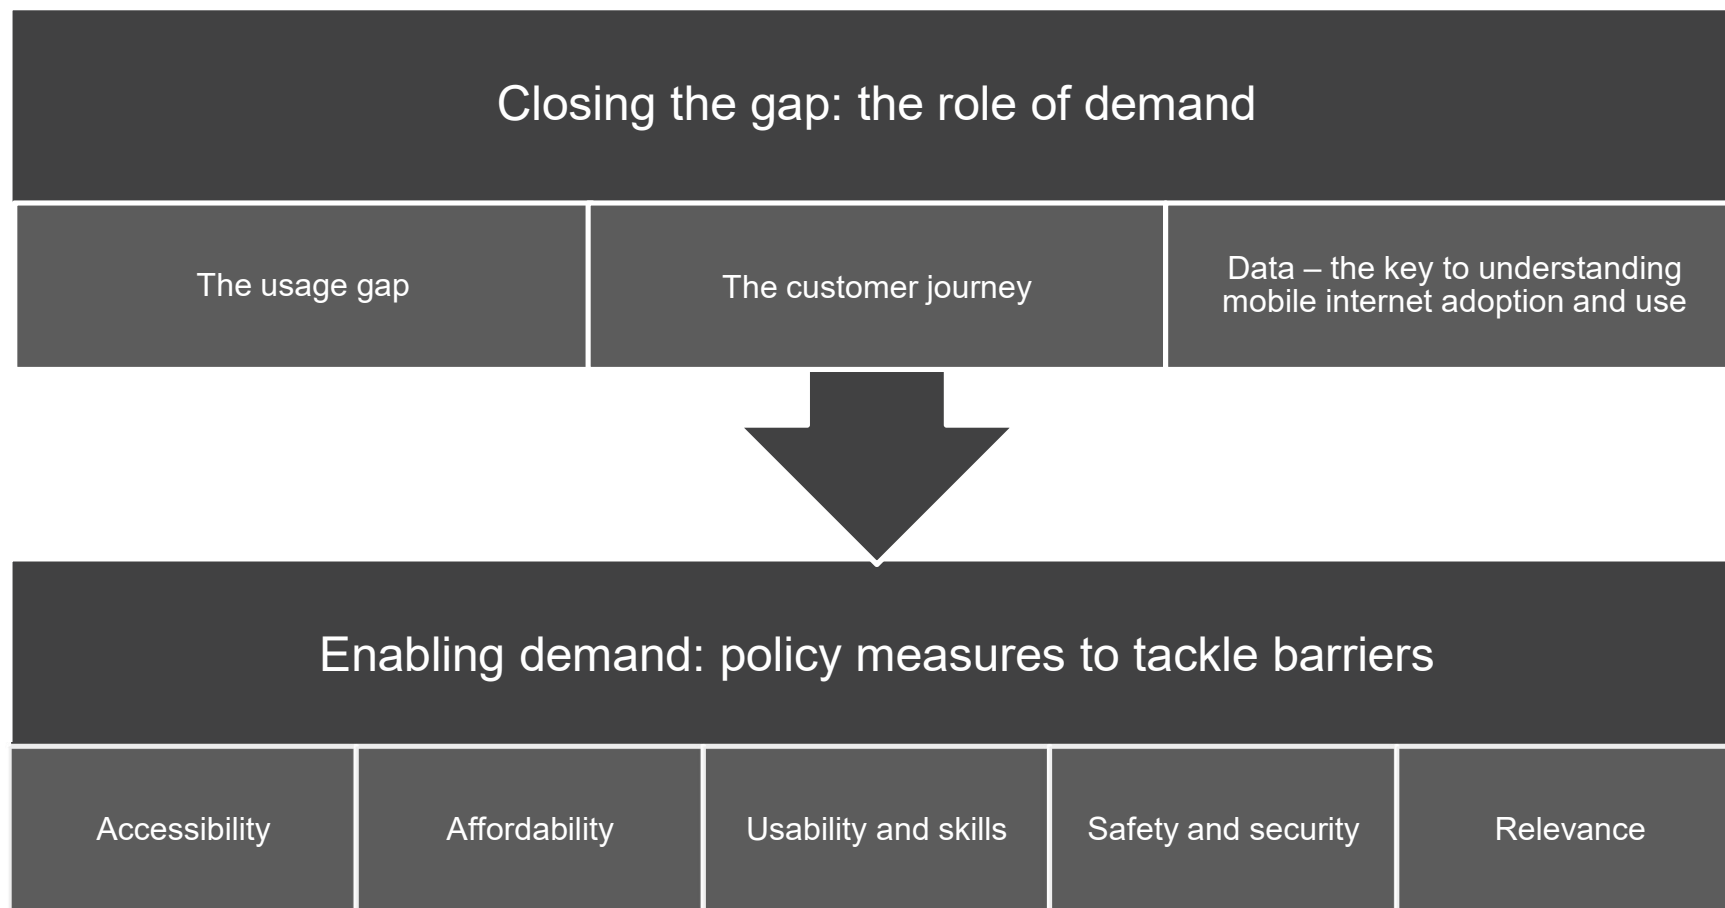 Closing the gap: the role of demand
The usage gap
The customer journey
Data – the key to understanding
mobile internet adoption and use
Enabling demand: policy measures to tackle barriers
Accessibility
Affordability
Usability and skills
Safety and security
Relevance